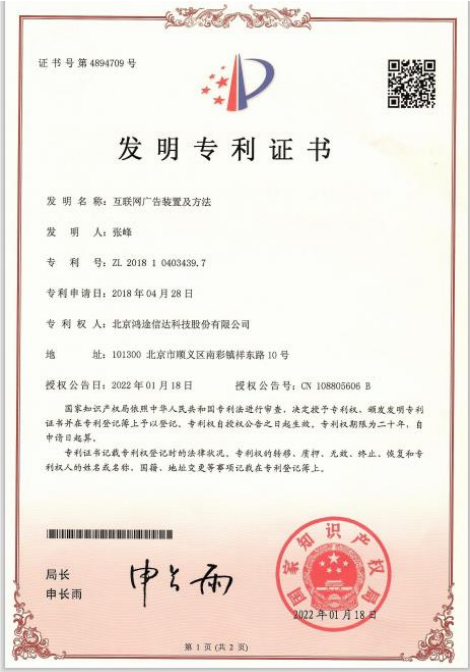 证书号第4894709号
发明专利证书
发明名称：互联网广告装置及方法
发明人：张峰
专利号：ZL 2018 1 0403439.7
专利申请日：2018年04月28日
专利权人：北京鸿途信达科技股份有限公司
地址：101300 北京市顺义区南彩镇祥东路10号
授权公告日：2022年01月18日 授权公告号：CN 108805606 B
国家知识产权局依照中华人民共和国专利法进行审查，决定授予专利权，颁发发明专利
证书并在专利登记簿上予以登记。专利权自授权公告之日起生效。专利权期限为二十年，自
申请日起算。
专利证书记载专利权登记时的法律状况。专利权的转移、质押、无效、终止、恢复和专
利权人的姓名或名称、国籍、地址变更等事项记载在专利登记簿上。
局长
申长雨
申长雨
国家知识产权局
2022年01月18日
第 1 页 (共 2 页)